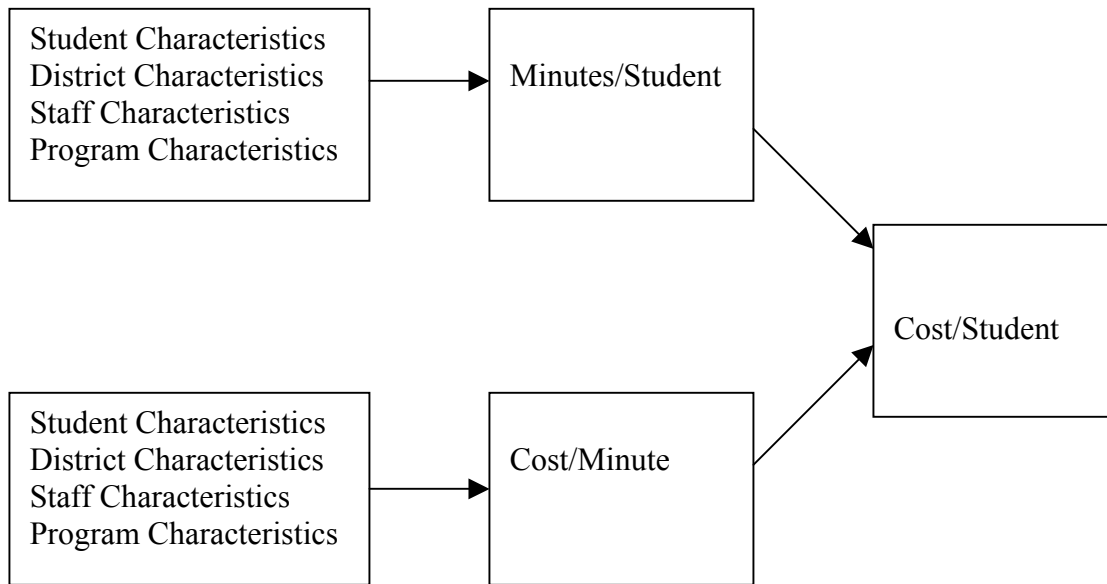 Student Characteristics
District Characteristics
Staff Characteristics
Program Characteristics
Minutes/Student
Cost/Student
Student Characteristics
District Characteristics
Staff Characteristics
Program Characteristics
Cost/Minute